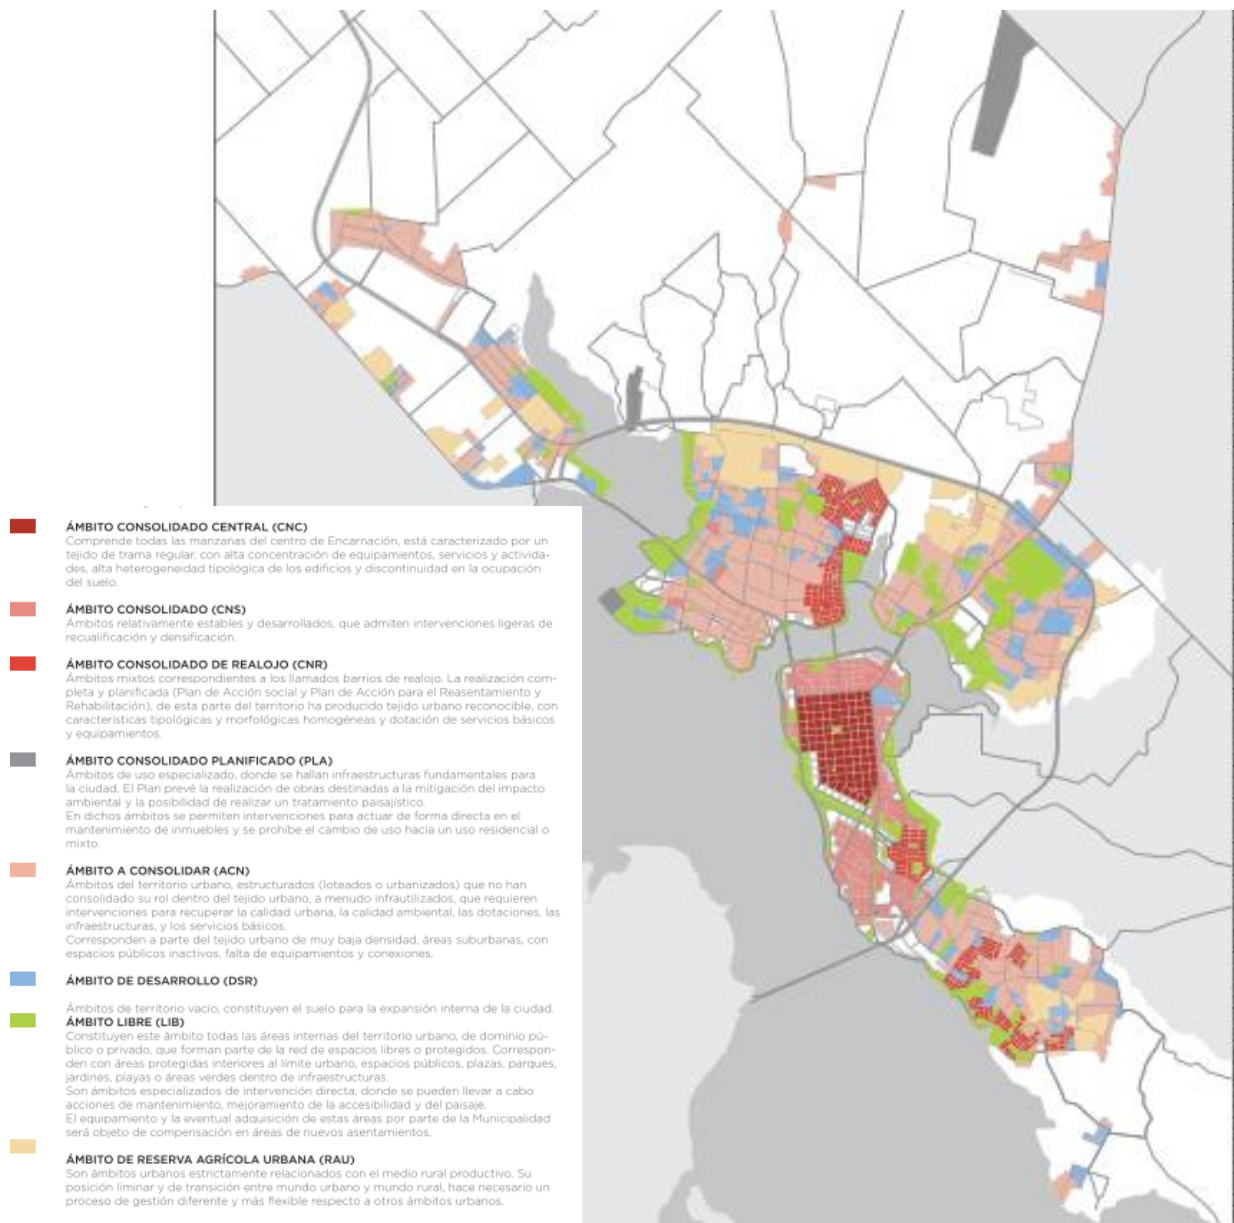 ÁMBITO CONSOLIDADO CENTRAL (CNC)
Comprende todas las manzanas del centro de Encarnación, está caracterizado por un
tejido de trama regular, con alta concentración de equipamientos, servicios y activida-
des, alta heterogeneidad tipológica de los edificios y discontinuidad en la ocupación
del suelo.
ÁMBITO CONSOLIDADO (CNS)
Ámbitos relativamente estables y desarrollados, que admiten intervenciones ligeras de
recualificación y densificación.
ÁMBITO CONSOLIDADO DE REALOJO (CNR)
Ámbitos mixtos correspondientes a los llamados barrios de realojo. La realización com-
pleta y planificada (Plan de Acción social y Plan de Acción para el Reasentamiento y
Rehabilitación), de esta parte del territorio ha producido tejido urbano reconocible, con
características tipológicas y morfológicas homogéneas y dotación de servicios básicos
y equipamientos.
ÁMBITO CONSOLIDADO PLANIFICADO (PLA)
Ámbitos de uso especializado, donde se hallan infraestructuras fundamentales para
la ciudad. El Plan prevé la realización de obras destinadas a la mitigación del impacto
ambiental y la posibilidad de realizar un tratamiento paisajístico.
En dichos ámbitos se permiten intervenciones para actuar de forma directa en el
mantenimiento de inmuebles y se prohíbe el cambio de uso hacia un uso residencial o
mixto.
ÁMBITO A CONSOLIDAR (ACN)
Ámbitos del territorio urbano, estructurados (loteados o urbanizados) que no han
consolidado su rol dentro del tejido urbano, a menudo infrautilizados, que requieren
intervenciones para recuperar la calidad urbana, la calidad ambiental, las dotaciones, las
infraestructuras, y los servicios básicos.
Corresponden a parte del tejido urbano de muy baja densidad, áreas suburbanas, con
espacios públicos inactivos, falta de equipamientos y conexiones.
ÁMBITO DE DESARROLLO (DSR)
Ámbitos de territorio vacío, constituyen el suelo para la expansión interna de la ciudad.
ÁMBITO LIBRE (LIB)
Constituyen este ámbito todas las áreas internas del territorio urbano, de dominio pú-
blico o privado, que forman parte de la red de espacios libres o protegidos. Correspon-
den con áreas protegidas interiores al límite urbano, espacios públicos, plazas, parques,
jardines, playas o áreas verdes dentro de infraestructuras.
Son ámbitos especializados de intervención directa, donde se pueden llevar a cabo
acciones de mantenimiento, mejoramiento de la accesibilidad y del paisaje.
El equipamiento y la eventual adquisición de estas áreas por parte de la Municipalidad
será objeto de compensación en áreas de nuevos asentamientos.
ÁMBITO DE RESERVA AGRÍCOLA URBANA (RAU)
Son ámbitos urbanos estrictamente relacionados con el medio rural productivo. Su
posición liminar y de transición entre mundo urbano y mundo rural, hace necesario un
proceso de gestión diferente y más flexible respecto a otros ámbitos urbanos.